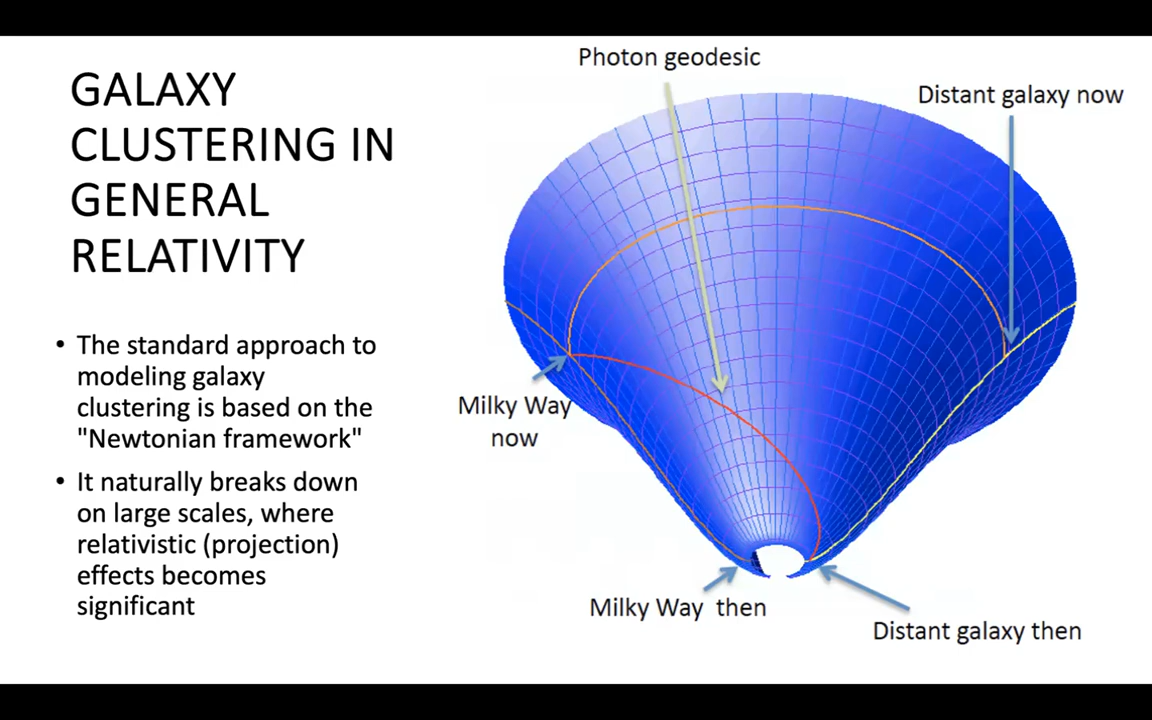 GALAXY
CLUSTERING IN
GENERAL
RELATIVITY
• The standard approach to
modeling galaxy
clustering is based on the
"Newtonian framework"
• It naturally breaks down
on large scales, where
relativistic (projection)
effects becomes
significant
Photon geodesic
Distant galaxy now
Milky Way
now
Milky Way then
Distant galaxy then